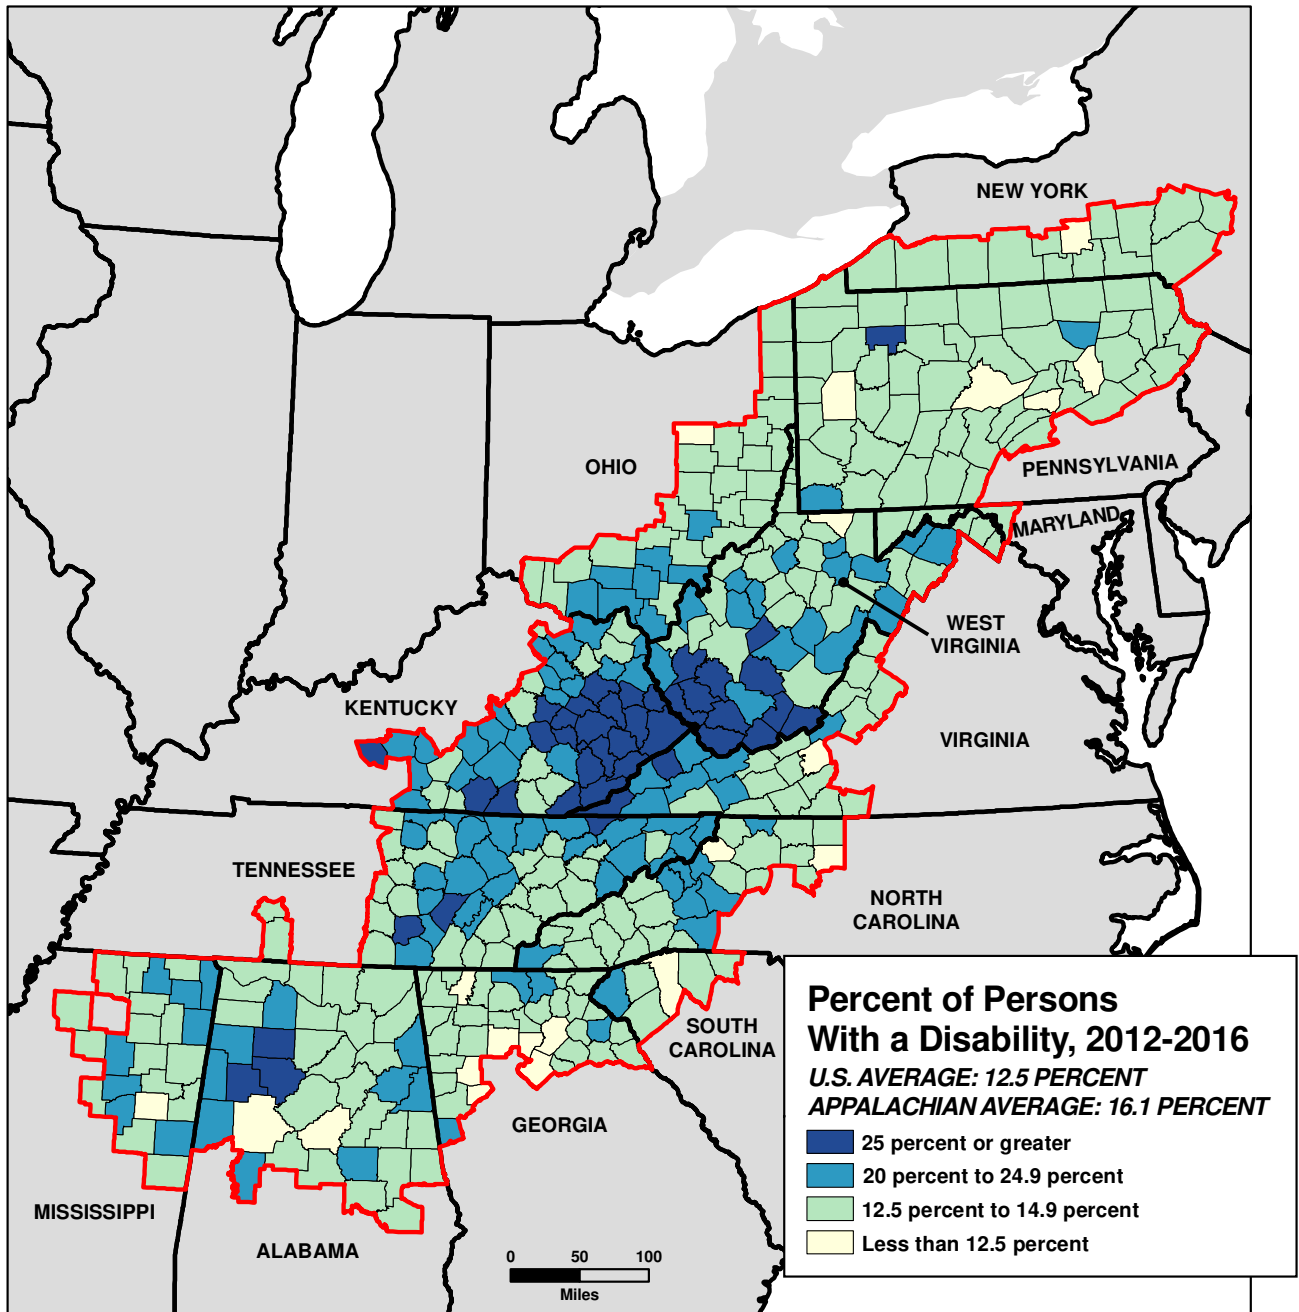 NEW YORK
OHIO
PENNSYLVANIA
MARYLAND
WEST
VIRGINIA
KENTUCKY
VIRGINIA
TENNESSEE
NORTH
CAROLINA
SOUTH
CAROLINA
GEORGIA
MISSISSIPPI
ALABAMA
0 50 100
Miles
Percent of Persons
With a Disability, 2012-2016
U.S. AVERAGE: 12.5 PERCENT
APPALACHIAN AVERAGE: 16.1 PERCENT
25 percent or greater
20 percent to 24.9 percent
12.5 percent to 14.9 percent
Less than 12.5 percent